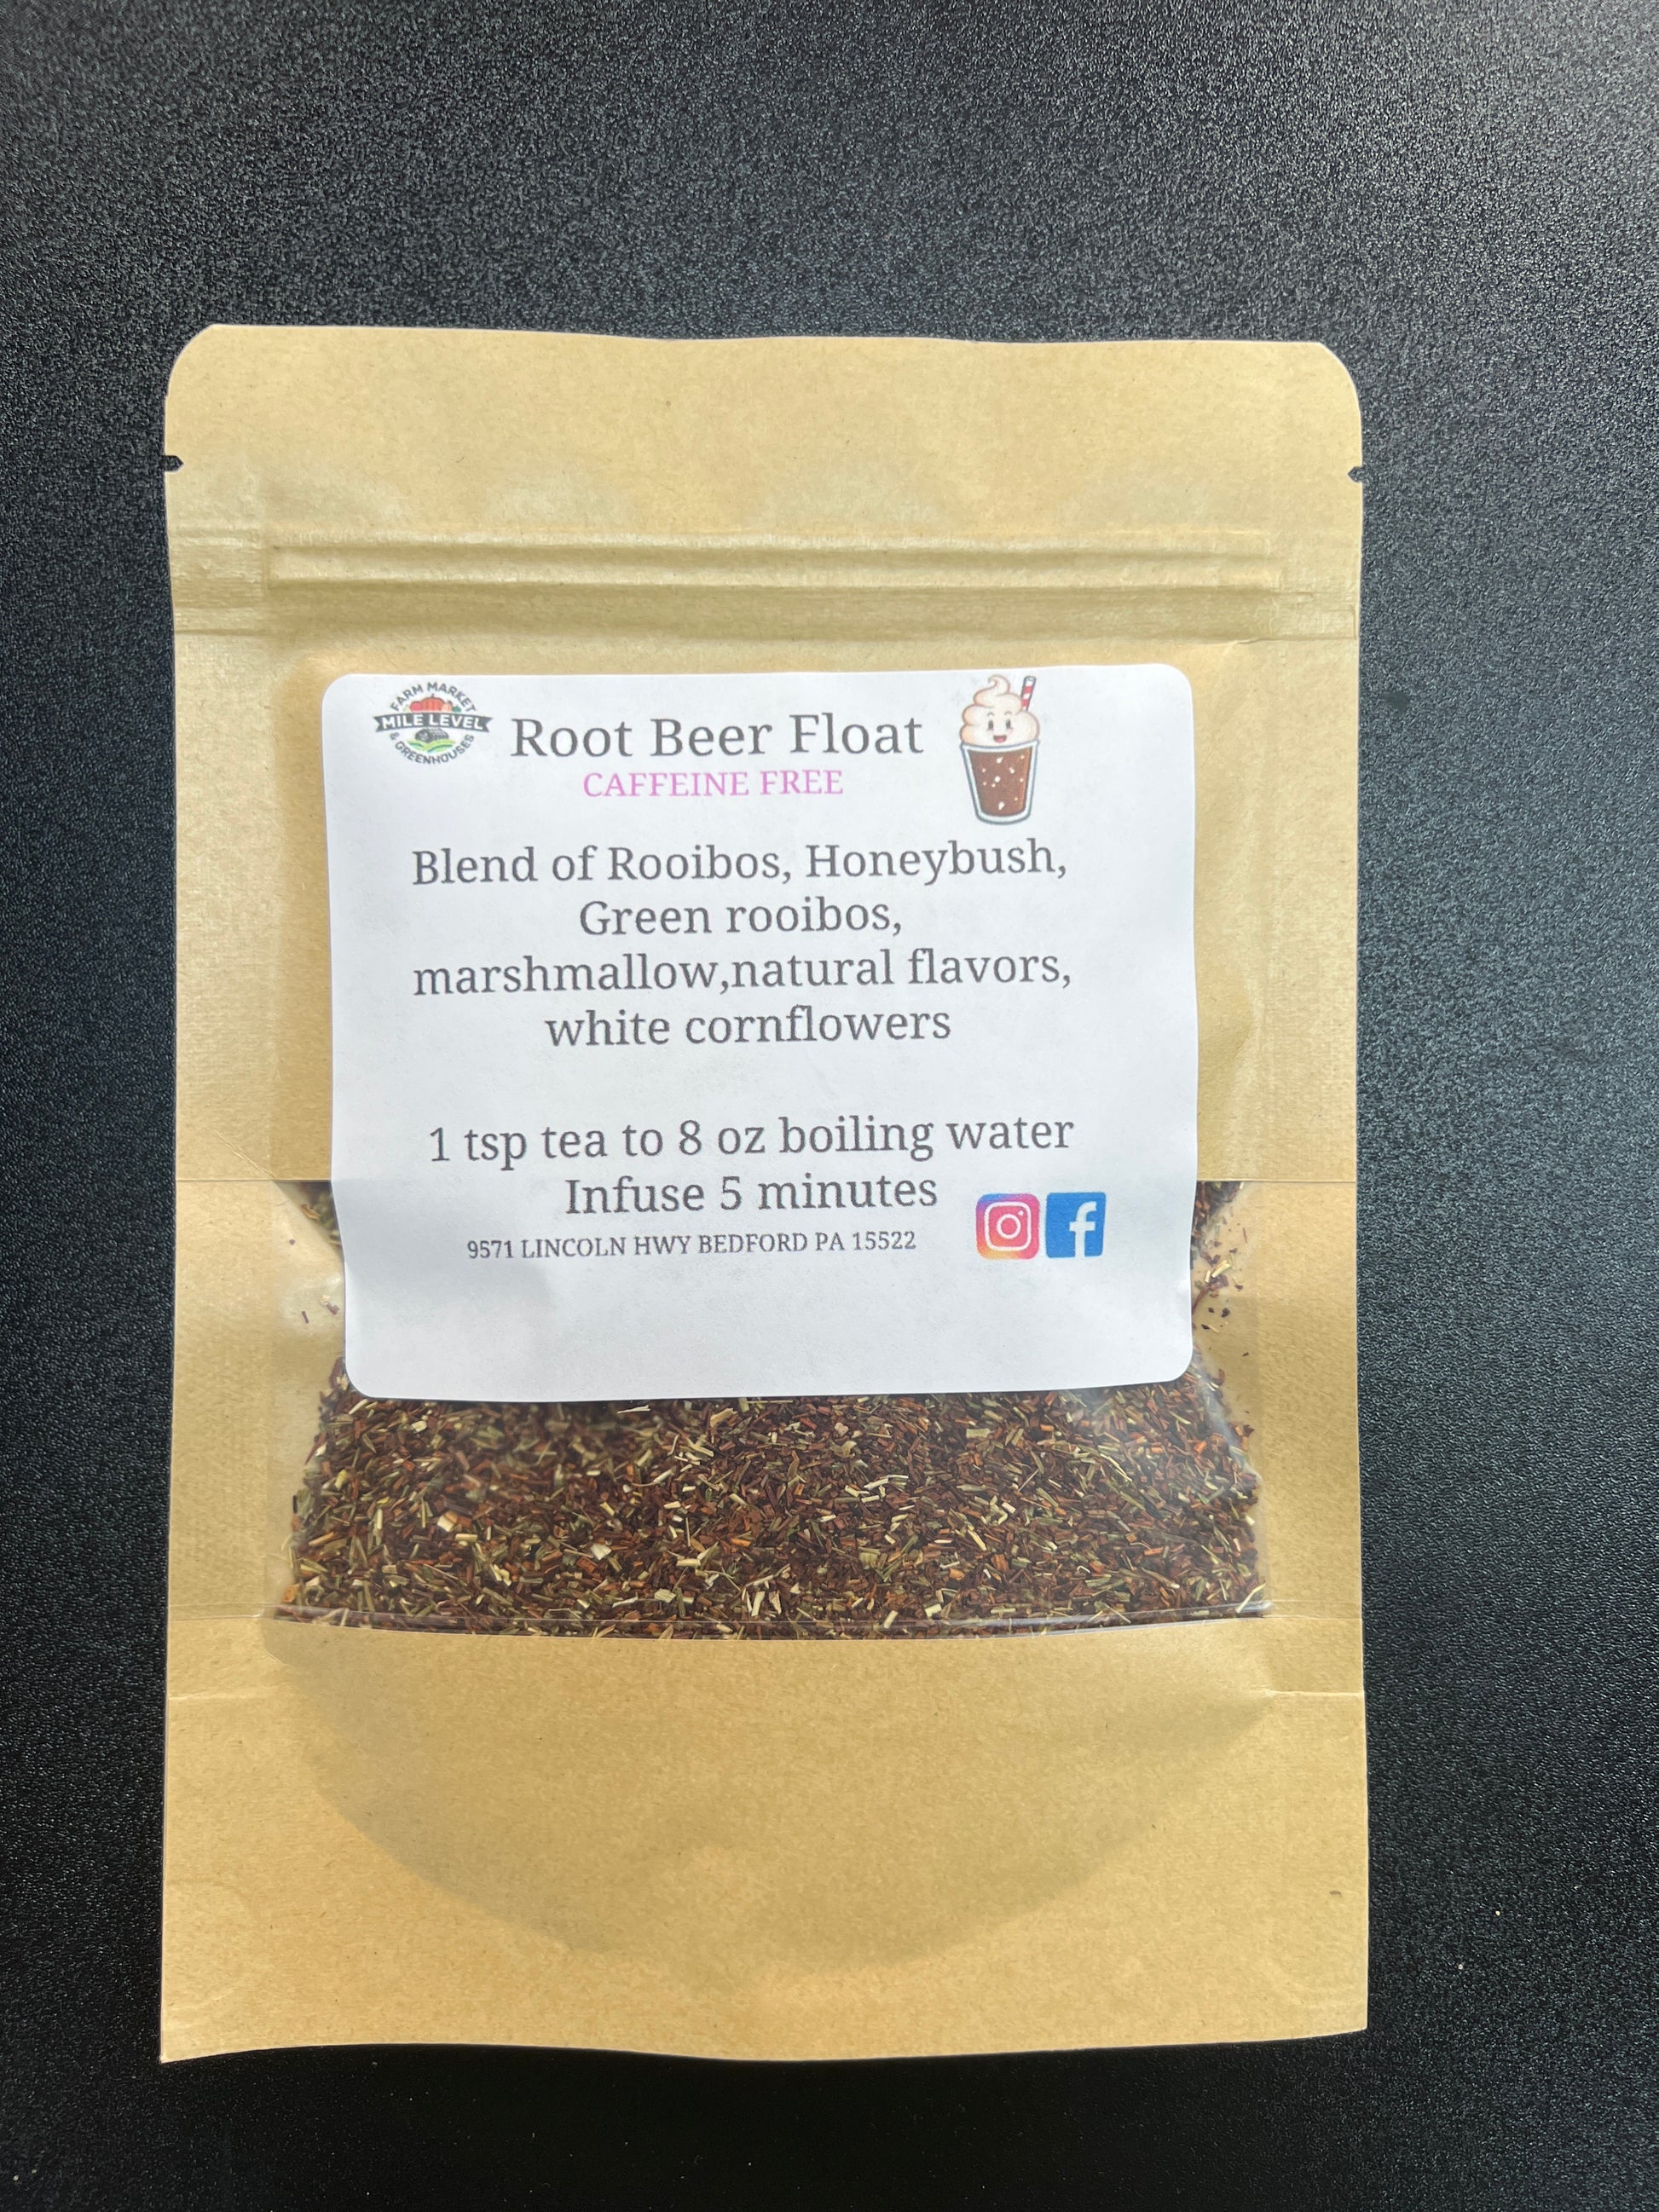 FARM MARKET
MILE LEVEL
& GREENHOUSES
Root Beer Float
CAFFEINE FREE
Blend of Rooibos, Honeybush,
Green rooibos,
marshmallow,natural flavors,
white cornflowers
1 tsp tea to 8 oz boiling water
Infuse 5 minutes
9571 LINCOLN HWY BEDFORD PA 15522
f